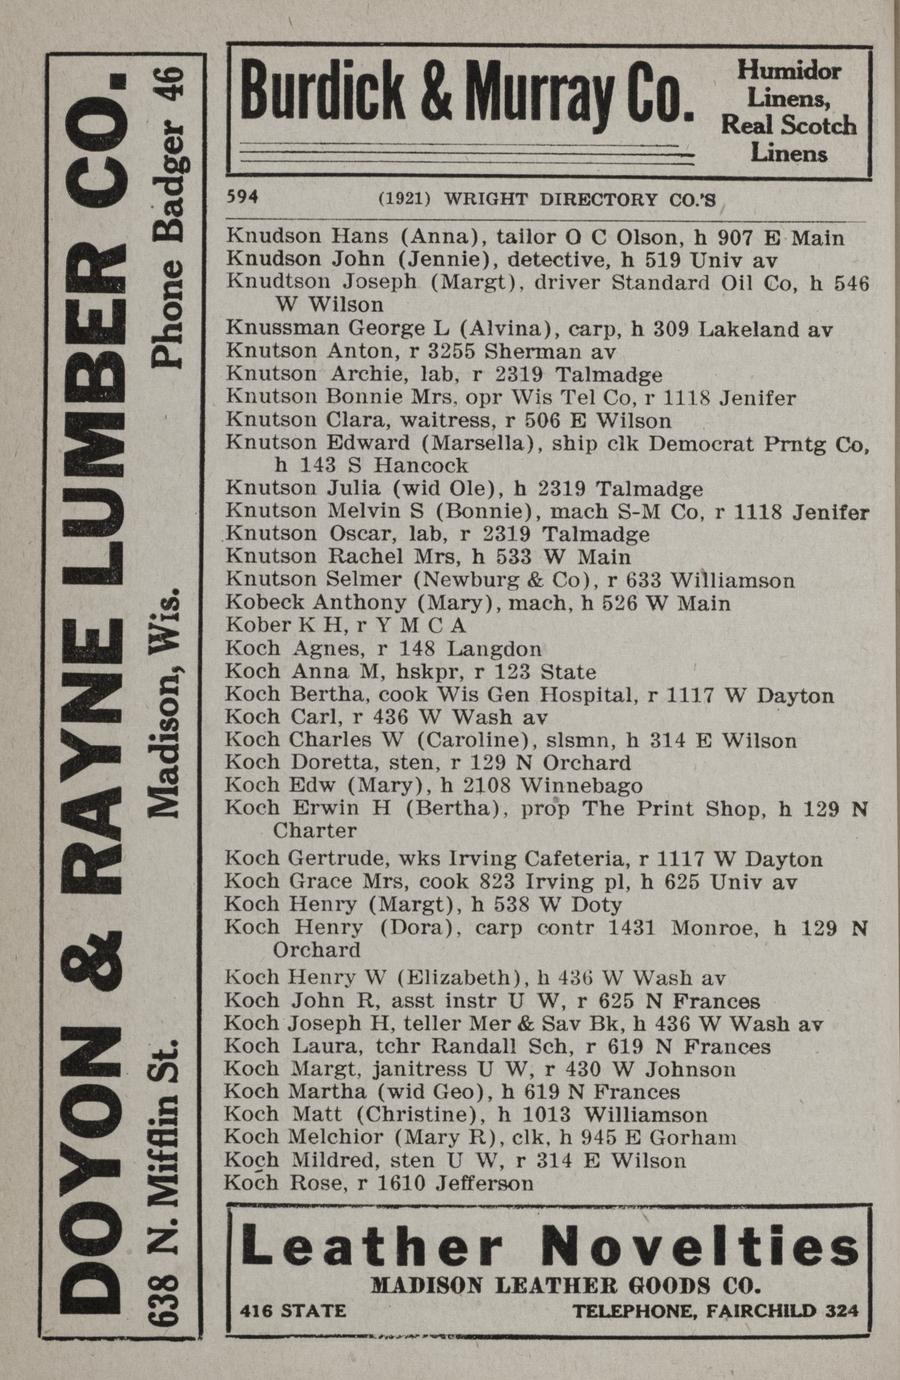 DOYON & RAYNE LUMBER CO.
638 N. Mifflin St. Madison, Wis. Phone Badger 46
Burdick & Murray Co.
Humidor
Linens,
Real Scotch
Linens
594 (1921) WRIGHT DIRECTORY CO.'S
Knudson Hans (Anna), tailor O C Olson, h 907 E Main
Knudson John (Jennie), detective, h 519 Univ av
Knudtson Joseph (Margt), driver Standard Oil Co, h 546
W Wilson
Knussman George L (Alvina), carp, h 309 Lakeland av
Knutson Anton, r 3255 Sherman av
Knutson Archie, lab, r 2319 Talmadge
Knutson Bonnie Mrs, opr Wis Tel Co, r 1118 Jenifer
Knutson Clara, waitress, r 506 E Wilson
Knutson Edward (Marsella), ship clk Democrat Prntg Co,
h 143 S Hancock
Knutson Julia (wid Ole), h 2319 Talmadge
Knutson Melvin S (Bonnie), mach S-M Co, r 1118 Jenifer
Knutson Oscar, lab, r 2319 Talmadge
Knutson Rachel Mrs, h 533 W Main
Knutson Selmer (Newburg & Co), r 633 Williamson
Kobeck Anthony (Mary), mach, h 526 W Main
Kober K H, r Y M C A
Koch Agnes, r 148 Langdon
Koch Anna M, hskpr, r 123 State
Koch Bertha, cook Wis Gen Hospital, r 1117 W Dayton
Koch Carl, r 436 W Wash av
Koch Charles W (Caroline), slsmn, h 314 E Wilson
Koch Doretta, sten, r 129 N Orchard
Koch Edw (Mary), h 2108 Winnebago
Koch Erwin H (Bertha), prop The Print Shop, h 129 N
Charter
Koch Gertrude, wks Irving Cafeteria, r 1117 W Dayton
Koch Grace Mrs, cook 823 Irving pl, h 625 Univ av
Koch Henry (Margt), h 538 W Doty
Koch Henry (Dora), carp contr 1431 Monroe, h 129 N
Orchard
Koch Henry W (Elizabeth), h 436 W Wash av
Koch John R, asst instr U W, r 625 N Frances
Koch Joseph H, teller Mer & Sav Bk, h 436 W Wash av
Koch Laura, tchr Randall Sch, r 619 N Frances
Koch Margt, janitress U W, r 430 W Johnson
Koch Martha (wid Geo), h 619 N Frances
Koch Matt (Christine), h 1013 Williamson
Koch Melchior (Mary R), clk, h 945 E Gorham
Koch Mildred, sten U W, r 314 E Wilson
Koch Rose, r 1610 Jefferson
Leather Novelties
MADISON LEATHER GOODS CO.
416 STATE TELEPHONE, FAIRCHILD 324